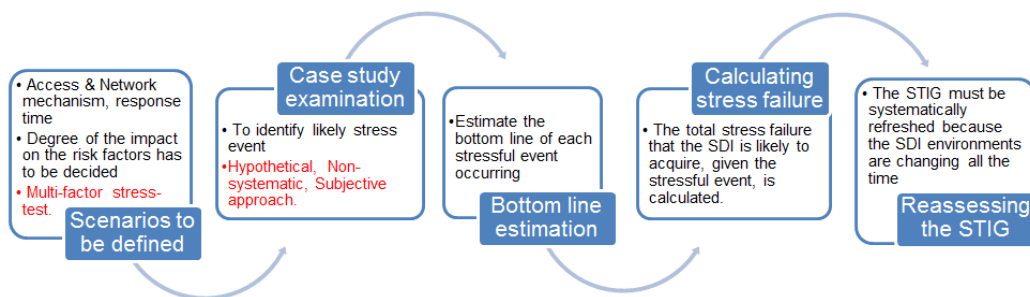 • Access & Network
mechanism, response
time
• Degree of the impact
on the risk factors has
to be decided
• Multi-factor stress-
test.
Scenarios to
be defined
Case study
examination
• To identify likely stress
event
• Hypothetical, Non-
systematic, Subjective
approach.
• Estimate the
bottom line of each
stressful event
occurring
Bottom line
estimation
Calculating
stress failure
• The total stress failure
that the SDI is likely to
acquire, given the
stressful event, is
calculated.
• The STIG must be
systematically
refreshed because
the SDI environments
are changing all the
time
Reassessing
the STIG